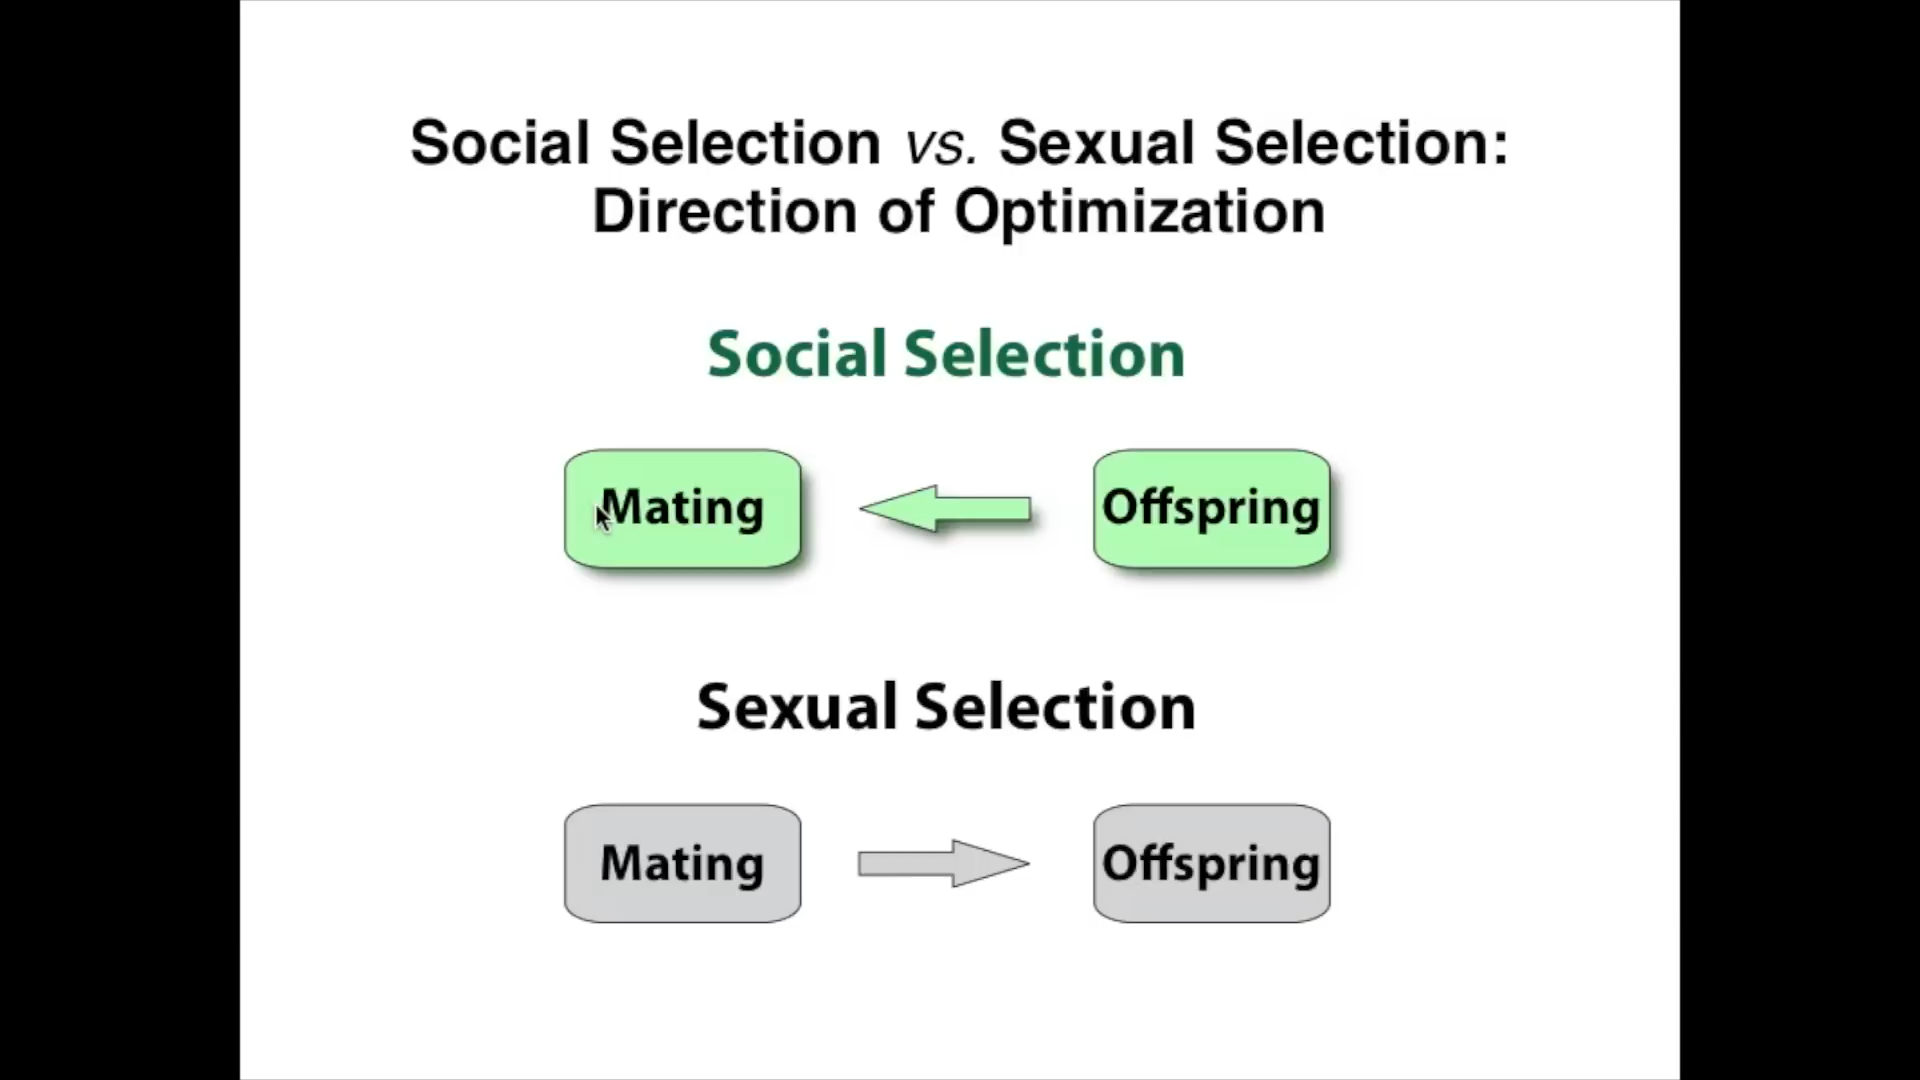 Social Selection vs. Sexual Selection:
Direction of Optimization
Social Selection
Mating
Offspring
Sexual Selection
Mating
Offspring